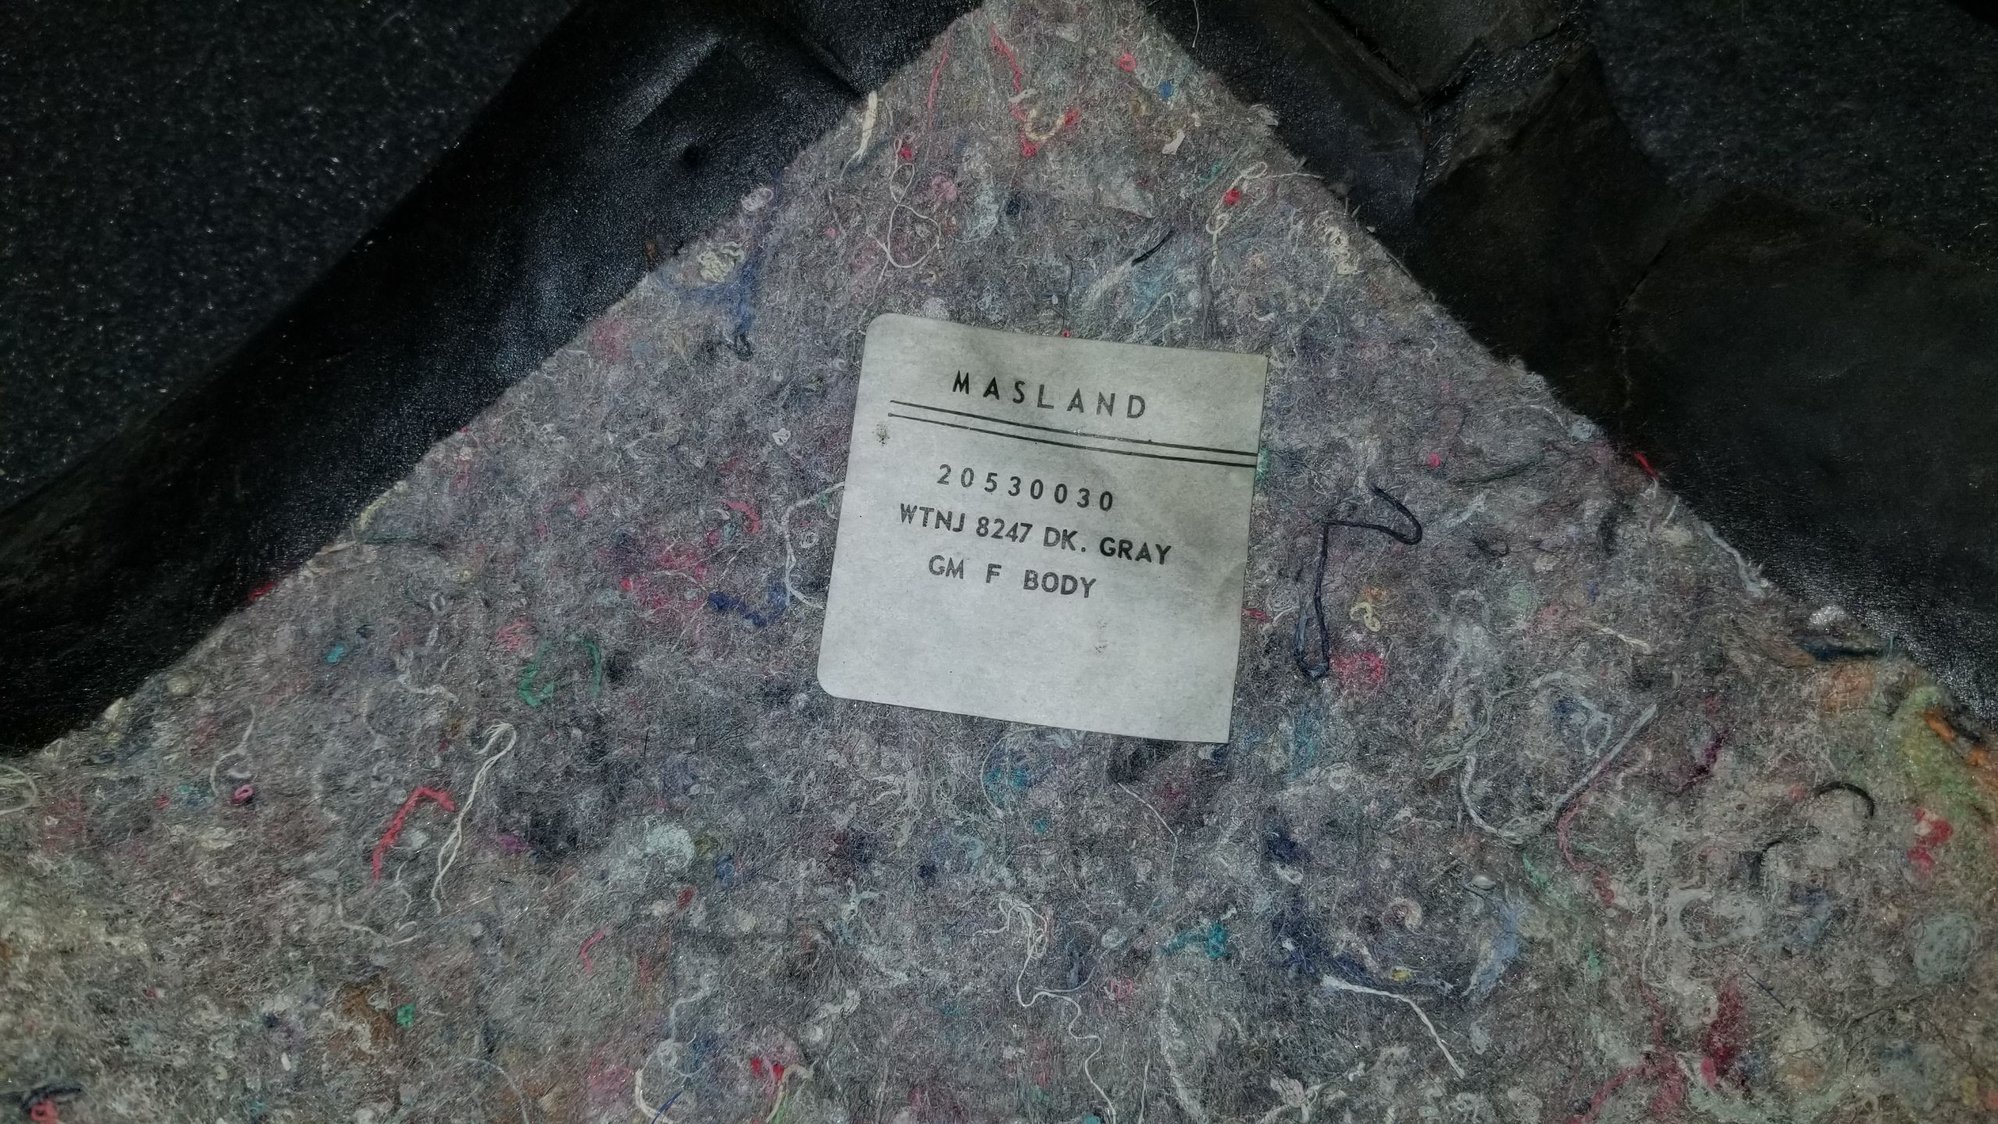 MASLAND
20530030
WTNJ 8247 DK. GRAY
GM F BODY